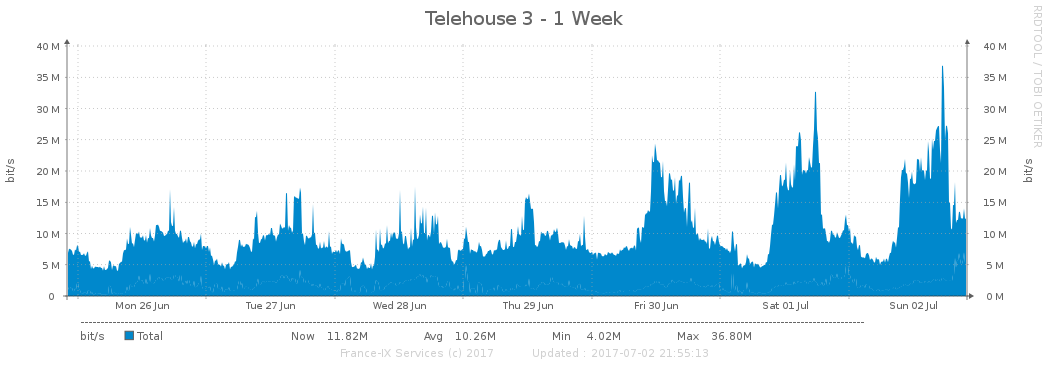 Telehouse 3 - 1 Week
RRDTOOL / TOBI OETIKER
40 M 40 M
35 M 35 M
30 M 30 M
25 M 25 M
20 M 20 M
15 M 15 M
10 M 10 M
5 M 5 M
0 0 M
bit/s
bit/s
Mon 26 Jun Tue 27 Jun Wed 28 Jun Thu 29 Jun Fri 30 Jun Sat 01 Jul Sun 02 Jul
bit/s Total Now 11.82M Avg 10.26M Min 4.02M Max 36.80M
France-IX Services (c) 2017 Updated : 2017-07-02 21:55:13